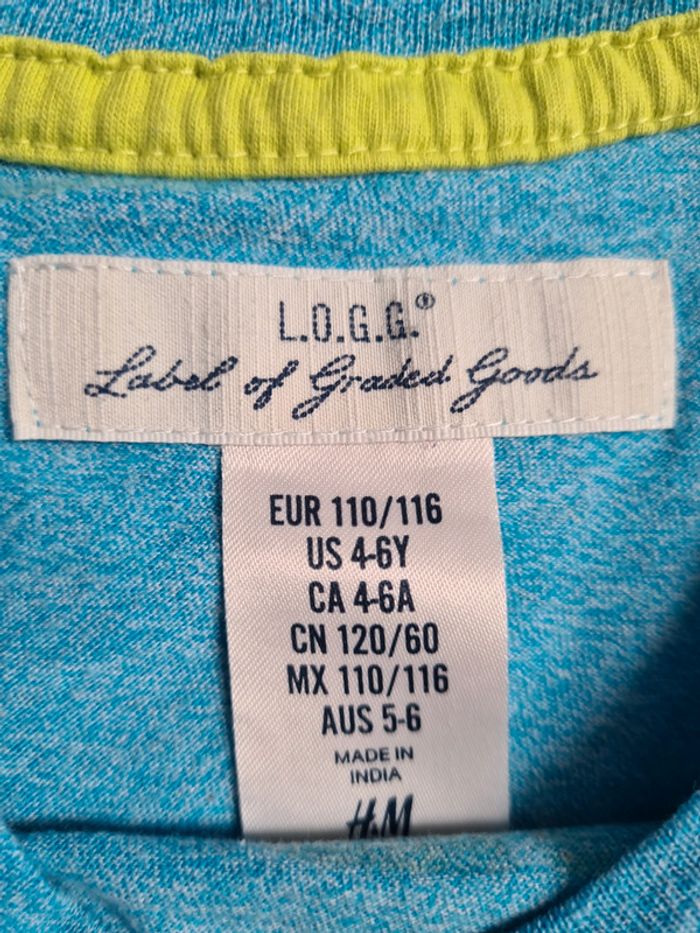 L.O.G.G.®
Label of Graded Goods
EUR 110/116
US 4-6Y
CA 4-6A
CN 120/60
MX 110/116
AUS 5-6
MADE IN
INDIA
H&M